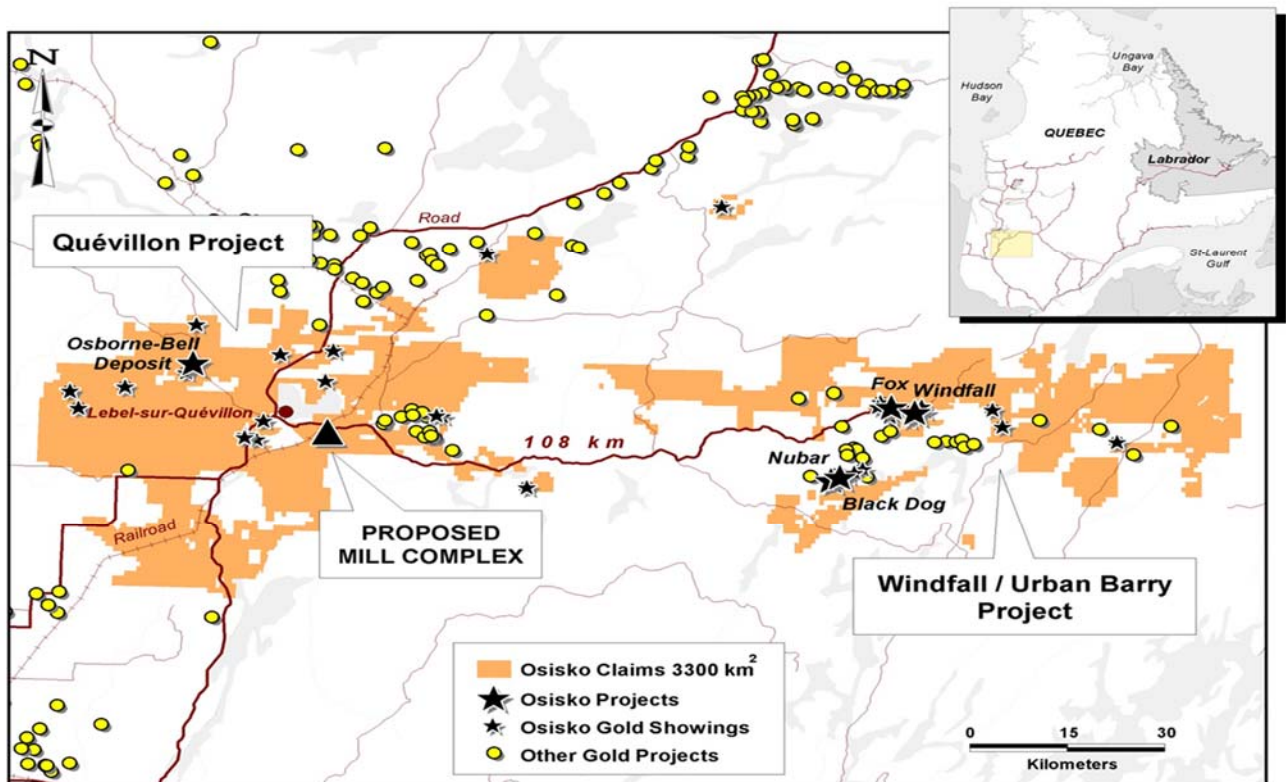 N
Hudson
Bay
Ungava
Bay
QUEBEC
Labrador
St-Laurent
Gulf
Road
Quévillon Project
Osborne-Bell
Deposit
Lebel-sur-Quévillon
Fox
Windfall
108 km
Nubar
Black Dog
Railroad
PROPOSED
MILL COMPLEX
Windfall / Urban Barry
Project
Osisko Claims 3300 km²
Osisko Projects
Osisko Gold Showings
Other Gold Projects
0 15 30
Kilometers